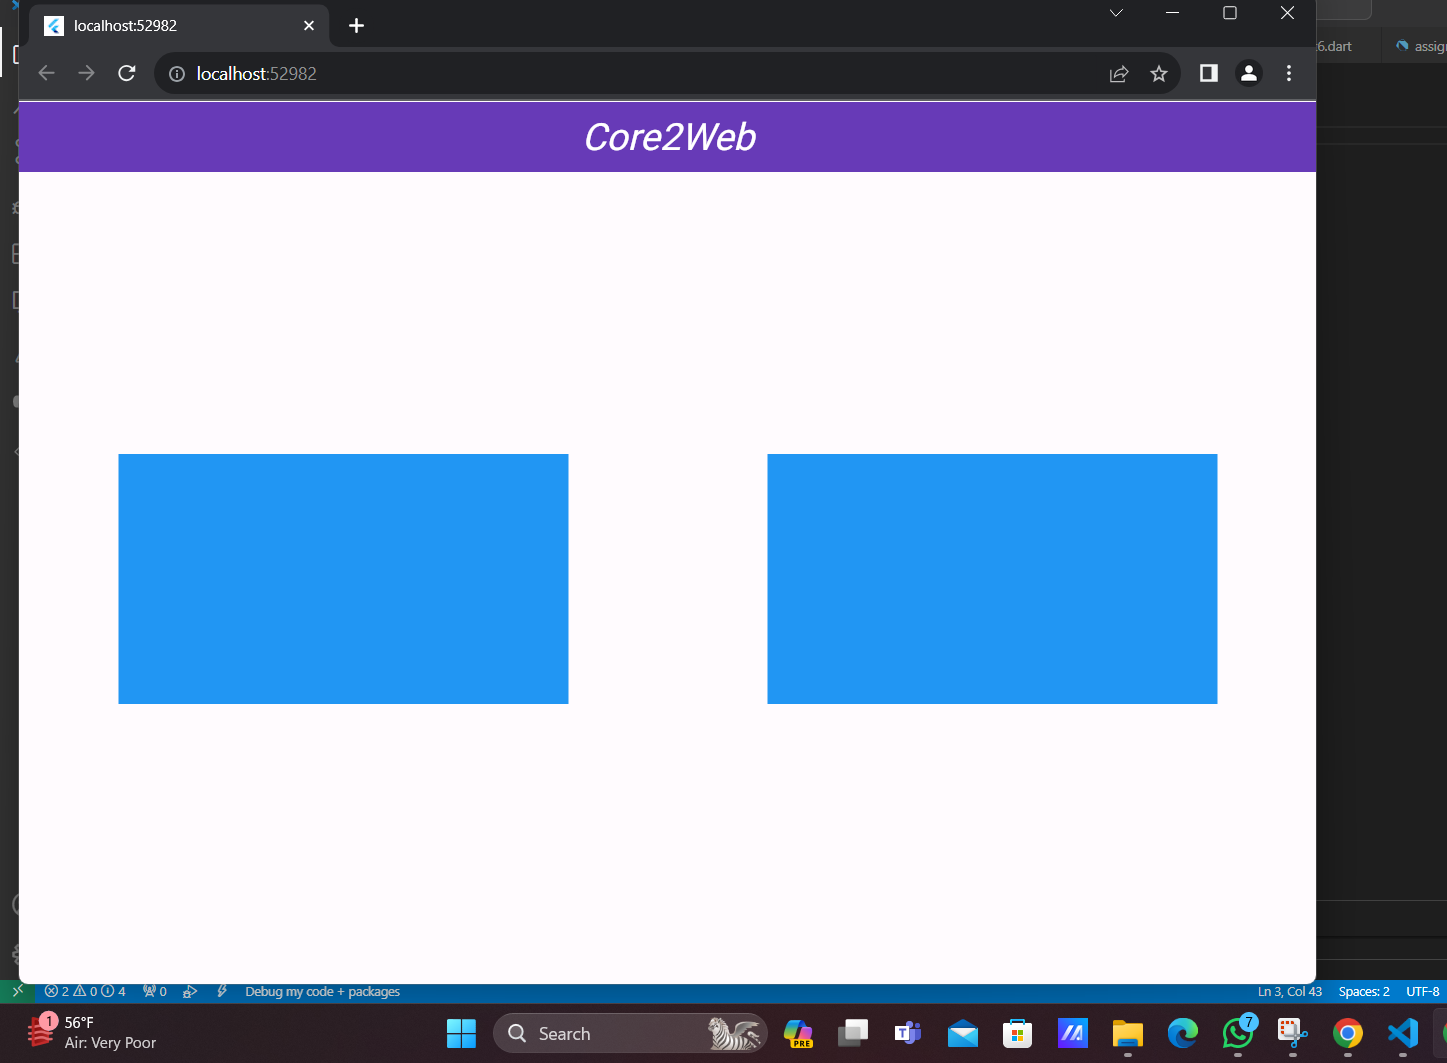 localhost:52982
6.dart
assign
localhost:52982
Core2Web
2 0 4 0 Debug my code + packages Ln 3, Col 43 Spaces: 2 UTF-8
1
56°F
Air: Very Poor
Search
PRE
T
7